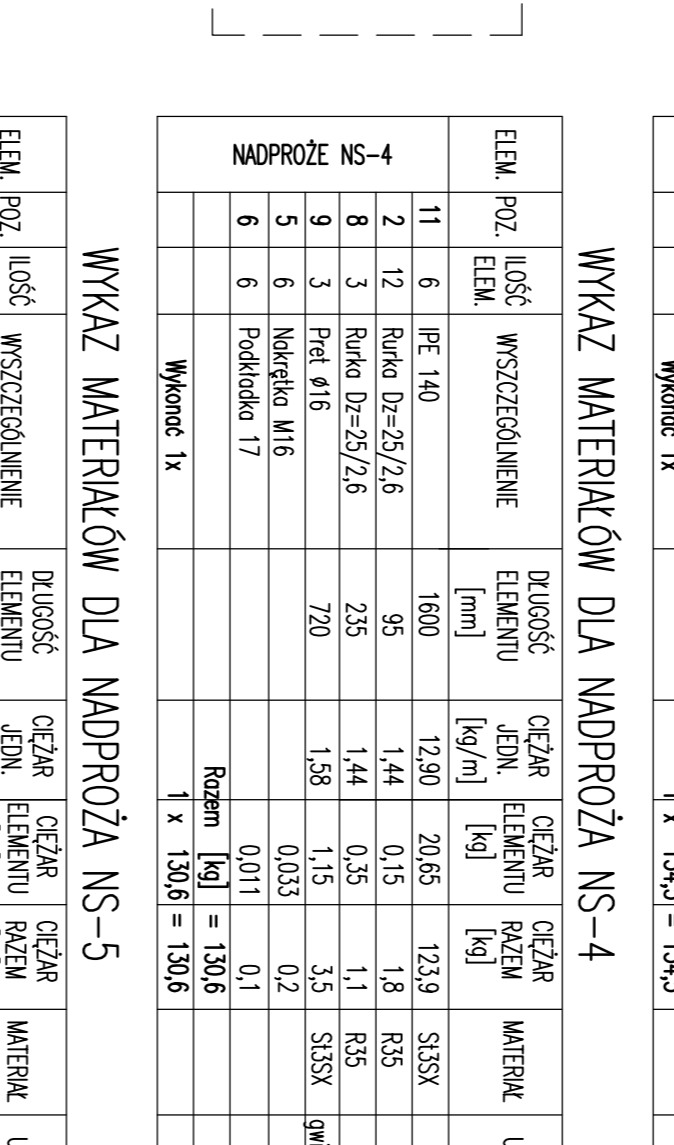 Wykonać 1x
WYKAZ MATERIAŁÓW DLA NADPROŻA NS-4
ELEM. POZ. ILOŚĆ ELEM. WYSZCZEGÓLNIENIE DŁUGOŚĆ ELEMENTU [mm] CIĘŻAR JEDN. [kg/m] CIĘŻAR ELEMENTU [kg] CIĘŻAR RAZEM [kg] MATERIAŁ
NADPROŻE NS-4
11 6 IPE 140 1600 12,90 20,65 123,9 St3SX
2 12 Rurka Dz=25/2,6 95 1,44 0,15 1,8 R35
8 3 Rurka Dz=25/2,6 235 1,44 0,35 1,1 R35
9 3 Pret ø16 720 1,58 1,15 3,5 St3SX
5 6 Nakrętka M16 0,033 0,2
6 6 Podkładka 17 0,011 0,1
Razem [kg] = 130,6
Wykonać 1x 1 x 130,6 = 130,6
WYKAZ MATERIAŁÓW DLA NADPROŻA NS-5
ELEM. POZ. ILOŚĆ WYSZCZEGÓLNIENIE DŁUGOŚĆ ELEMENTU CIĘŻAR JEDN. CIĘŻAR ELEMENTU CIĘŻAR RAZEM MATERIAŁ